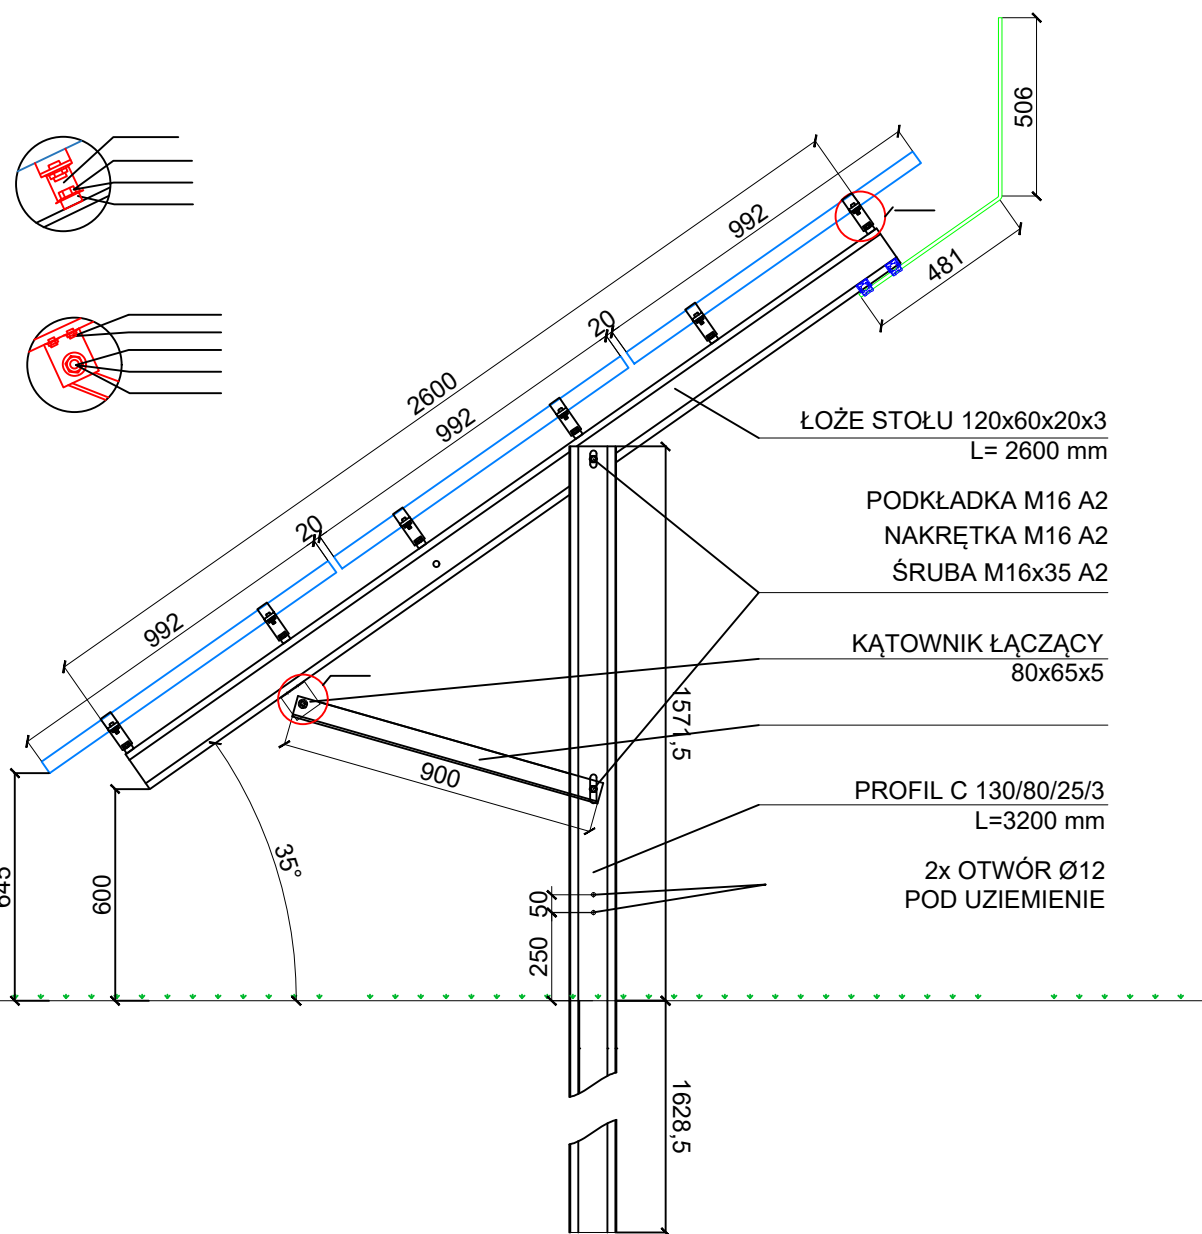 506
992
481
20
2600
992
ŁOŻE STOŁU 120x60x20x3
L= 2600 mm
PODKŁADKA M16 A2
NAKRĘTKA M16 A2
ŚRUBA M16x35 A2
20
992
KĄTOWNIK ŁĄCZĄCY
80x65x5
1571,5
900
PROFIL C 130/80/25/3
L=3200 mm
35°
2x OTWÓR Ø12
POD UZIEMIENIE
645
600
50
250
1628,5